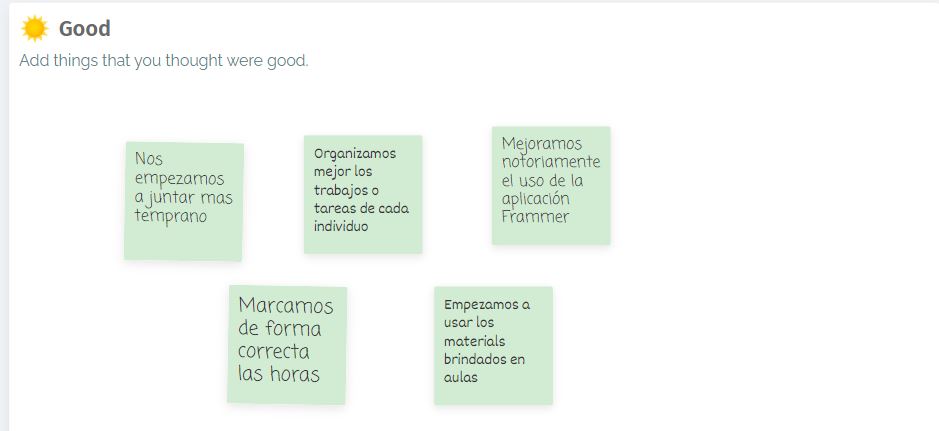 Good
Add things that you thought were good.
Nos
empezamos
a juntar mas
temprano
Organizamos
mejor los
trabajos o
tareas de cada
individuo
Mejoramos
notoriamente
el uso de la
aplicación
Frammer
Marcamos
de forma
correcta
las horas
Empezamos a
usar los
materials
brindados en
aulas